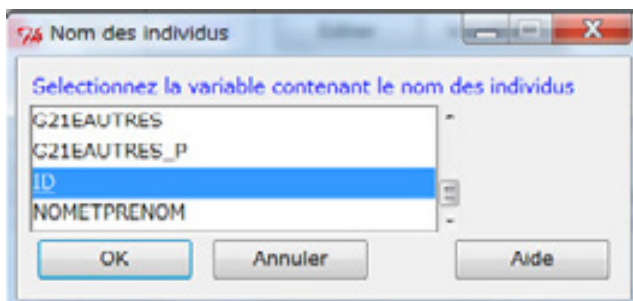 Nom des individus
Selectionnez la variable contenant le nom des individus
G21EAUTRES
G21EAUTRES_P
ID
NOMETPRENOM
OK Annuler Aide